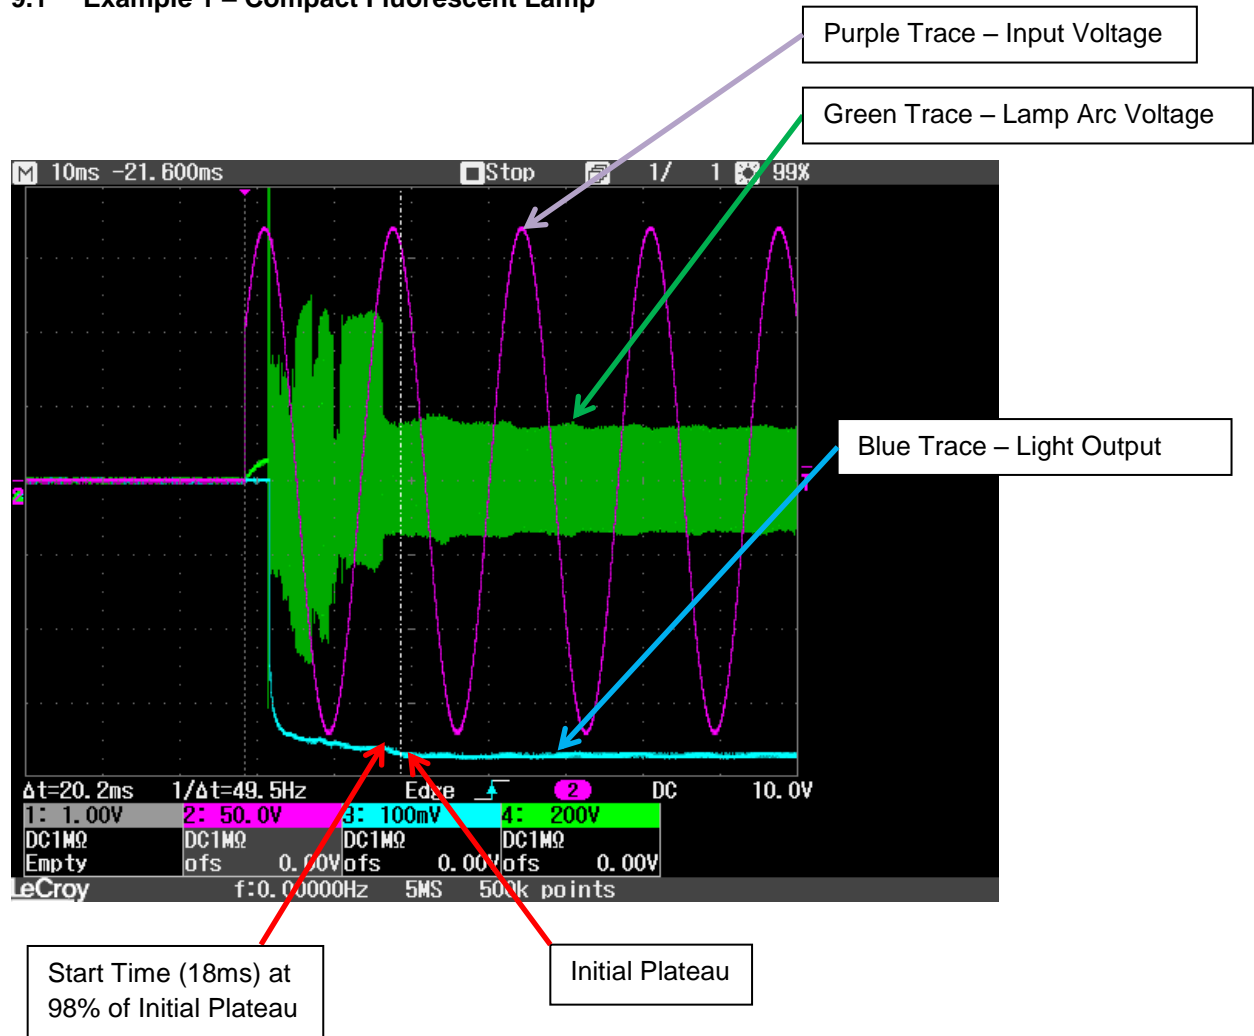 9.1 Example 1 – Compact Fluorescent Lamp
Purple Trace – Input Voltage
Green Trace – Lamp Arc Voltage
M 10ms -21.600ms Stop 1/ 1 99%
Blue Trace – Light Output
2
Δt=20.2ms 1/Δt=49.5Hz Edge 2 DC 10.0V
1: 1.00V 2: 50.0V 3: 100mV 4: 200V
DC1MΩ DC1MΩ DC1MΩ DC1MΩ
Empty ofs 0.00V ofs 0.00V ofs 0.00V
LeCroy f:0.00000Hz 5MS 500k points
Start Time (18ms) at
98% of Initial Plateau
Initial Plateau